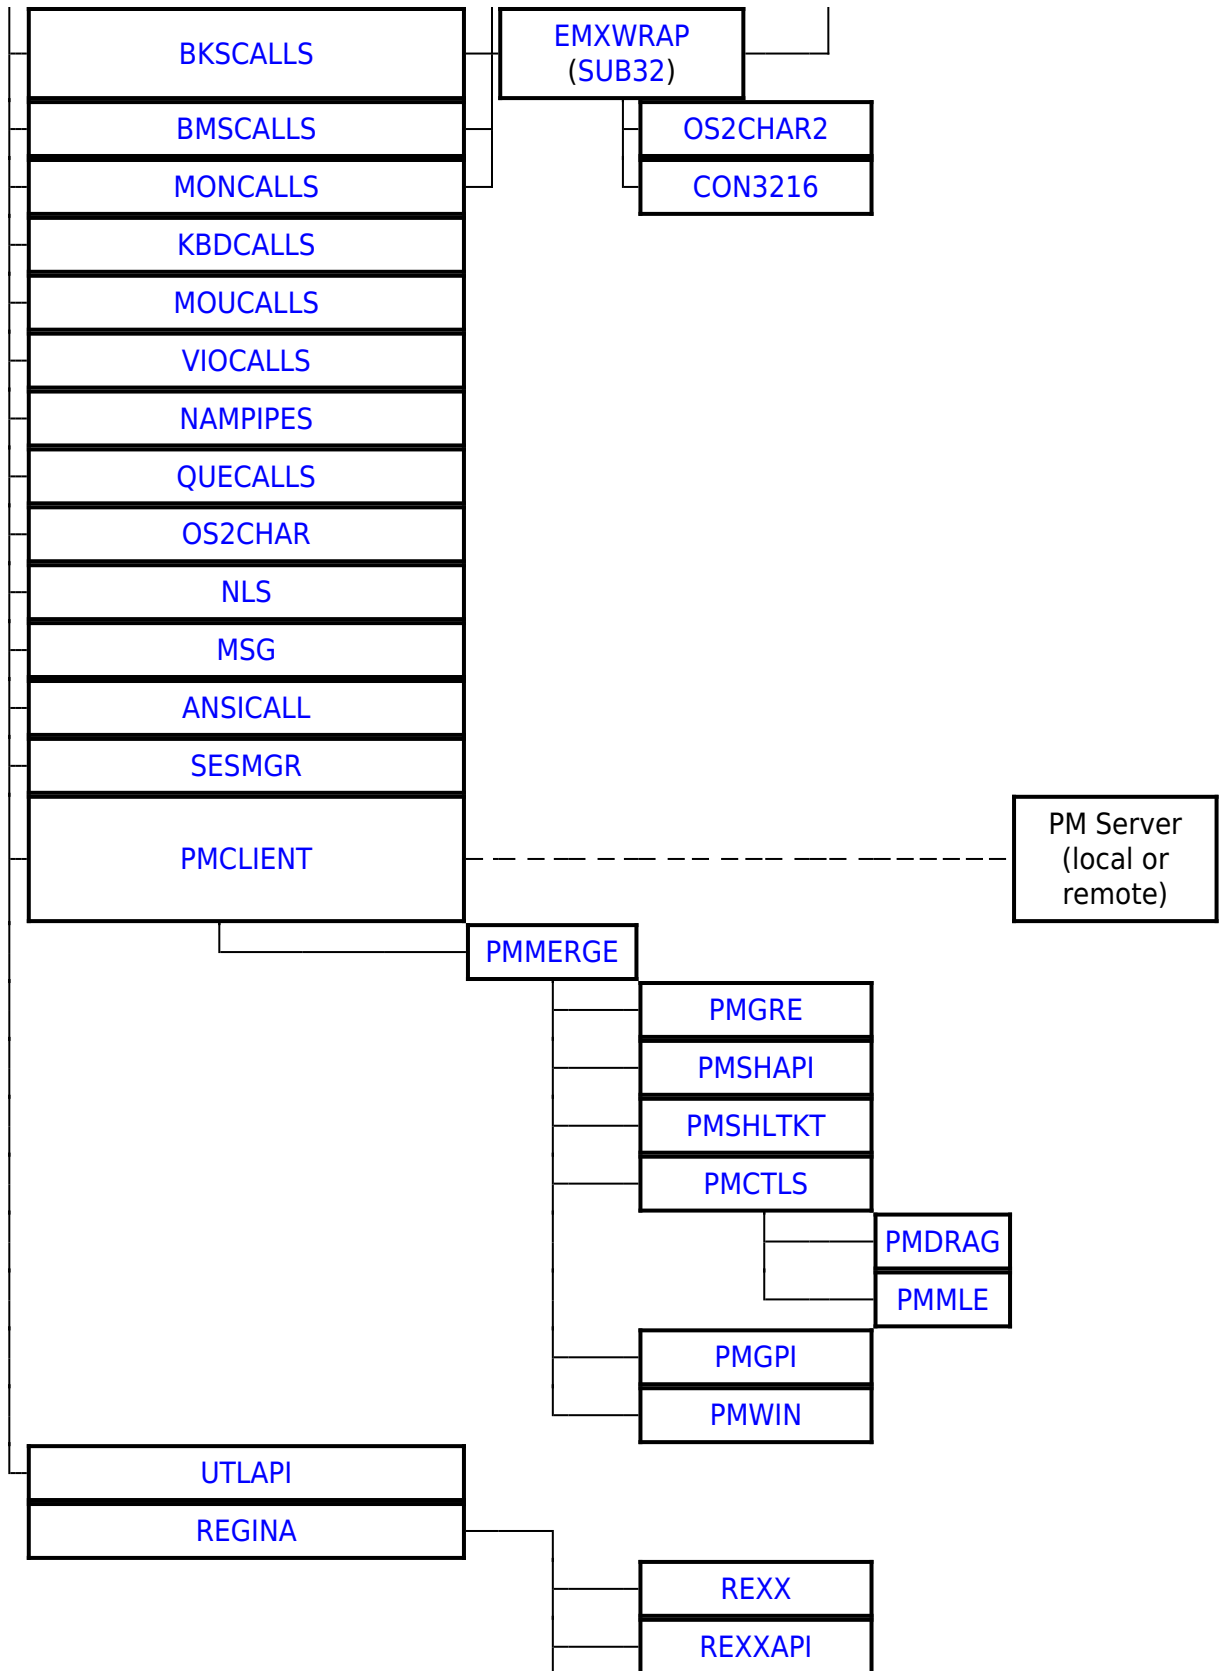 BKSCALLS
EMXWRAP
(SUB32)
BMSCALLS
OS2CHAR2
MONCALLS
CON3216
KBDCALLS
MOUCALLS
VIOCALLS
NAMPIPES
QUECALLS
OS2CHAR
NLS
MSG
ANSICALL
SESMGR
PMCLIENT
PM Server
(local or
remote)
PMMERGE
PMGRE
PMSHAPI
PMSHLTKT
PMCTLS
PMDRAG
PMMLE
PMGPI
PMWIN
UTLAPI
REGINA
REXX
REXXAPI